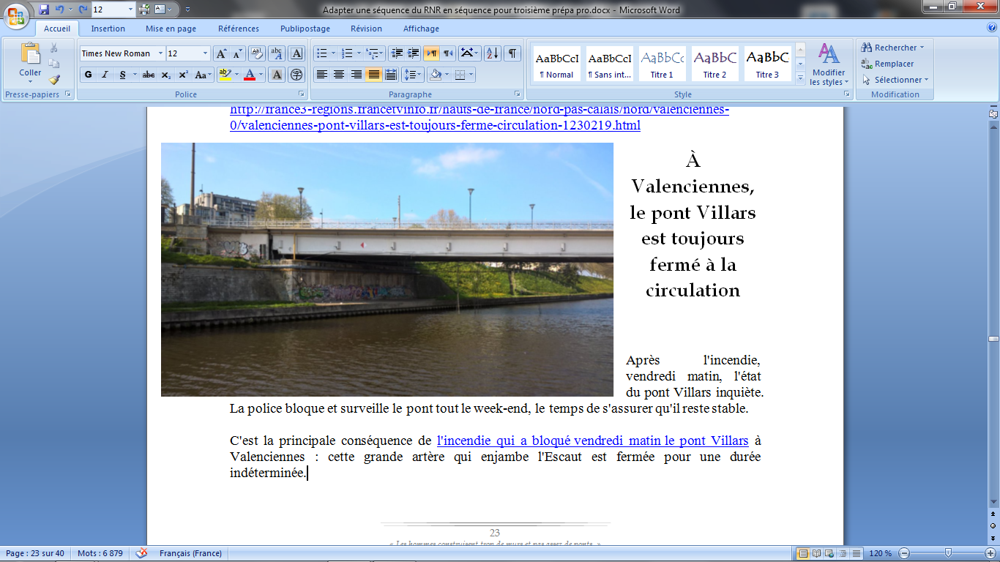 Adapter une séquence du RNR en séquence pour troisième prépa pro.docx - Microsoft Word
12
Accueil Insertion Mise en page Références Publipostage Révision Affichage
Coller
Presse-papiers
Times New Roman 12
G I S abc X₂ X² Aa ab A A
Police
Paragraphe
AaBbCcI AaBbCcI AaBbCc AaBbC AaBbC
¶ Normal ¶ Sans int... Titre 1 Titre 2 Titre 3
Modifier les styles
Style
Rechercher
Remplacer
Sélectionner
Modification
http://france3-regions.francetvinfo.fr/hauts-de-france/nord-pas-calais/nord/valenciennes-
0/valenciennes-pont-villars-est-toujours-ferme-circulation-1230219.html
À
Valenciennes,
le pont Villars
est toujours
fermé à la
circulation
Après l'incendie,
vendredi matin, l'état
du pont Villars inquiète.
La police bloque et surveille le pont tout le week-end, le temps de s'assurer qu'il reste stable.
C'est la principale conséquence de l'incendie qui a bloqué vendredi matin le pont Villars à
Valenciennes : cette grande artère qui enjambe l'Escaut est fermée pour une durée
indéterminée.
23
« Les hommes construisent trop de murs et pas assez de ponts. »
Page : 23 sur 40 Mots : 6 879 Français (France) 120 %